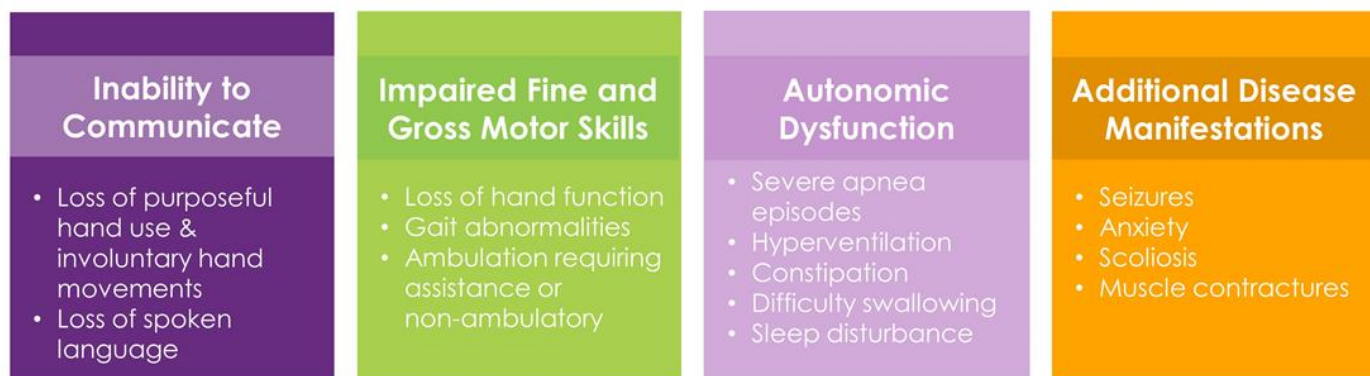 Inability to
Communicate
• Loss of purposeful
hand use &
involuntary hand
movements
• Loss of spoken
language
Impaired Fine and
Gross Motor Skills
• Loss of hand function
• Gait abnormalities
• Ambulation requiring
assistance or
non-ambulatory
Autonomic
Dysfunction
• Severe apnea
episodes
• Hyperventilation
• Constipation
• Difficulty swallowing
• Sleep disturbance
Additional Disease
Manifestations
• Seizures
• Anxiety
• Scoliosis
• Muscle contractures